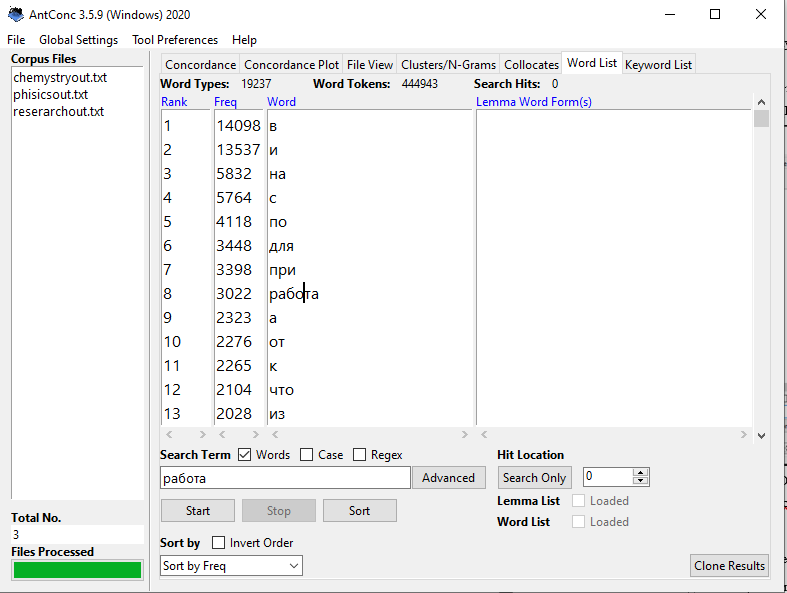 AntConc 3.5.9 (Windows) 2020
File Global Settings Tool Preferences Help
Corpus Files
chemystryout.txt
phisicsout.txt
reserarchout.txt
Concordance Concordance Plot File View Clusters/N-Grams Collocates Word List Keyword List
Word Types: 19237 Word Tokens: 444943 Search Hits: 0
Rank Freq Word Lemma Word Form(s)
1 14098 в
2 13537 и
3 5832 на
4 5764 с
5 4118 по
6 3448 для
7 3398 при
8 3022 работа
9 2323 а
10 2276 от
11 2265 к
12 2104 что
13 2028 из
Search Term Words Case Regex Hit Location
работа Advanced Search Only 0
Start Stop Sort Lemma List Loaded
Word List Loaded
Total No.
3
Files Processed
Sort by Invert Order
Sort by Freq Clone Results